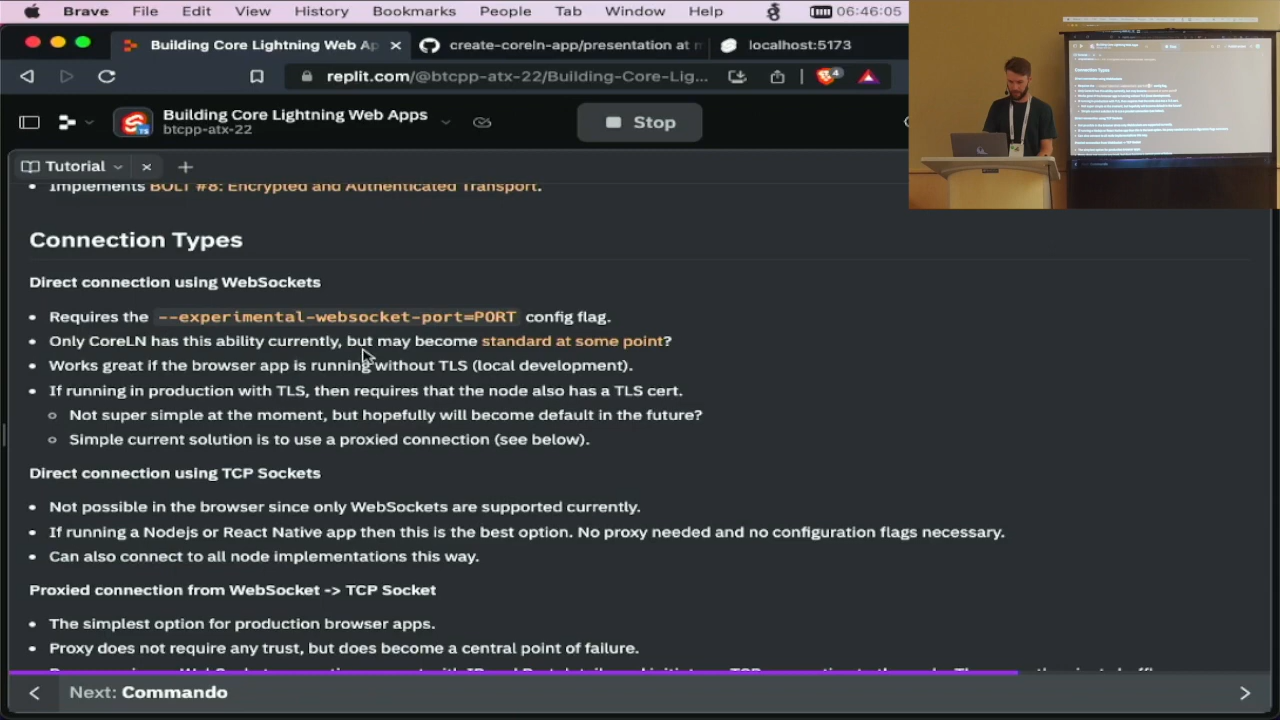 Brave File Edit View History Bookmarks People Tab Window Help 06:46:05
Building Core Lightning Web Ap
create-coreln-app/presentation at m
localhost:5173
replit.com/@btcpp-atx-22/Building-Core-Lig...
4
Building Core Lightning Web
btcpp-atx-22
Stop
Tutorial
Implements BOLT #8: Encrypted and Authenticated Transport.
Connection Types
Direct connection using WebSockets
Requires the --experimental-websocket-port=PORT config flag.
Only CoreLN has this ability currently, but may become standard at some point?
Works great if the browser app is running without TLS (local development).
If running in production with TLS, then requires that the node also has a TLS cert.
Not super simple at the moment, but hopefully will become default in the future?
Simple current solution is to use a proxied connection (see below).
Direct connection using TCP Sockets
Not possible in the browser since only WebSockets are supported currently.
If running a Nodejs or React Native app then this is the best option. No proxy needed and no configuration flags necessary.
Can also connect to all node implementations this way.
Proxied connection from WebSocket -> TCP Socket
The simplest option for production browser apps.
Proxy does not require any trust, but does become a central point of failure.
Next: Commando